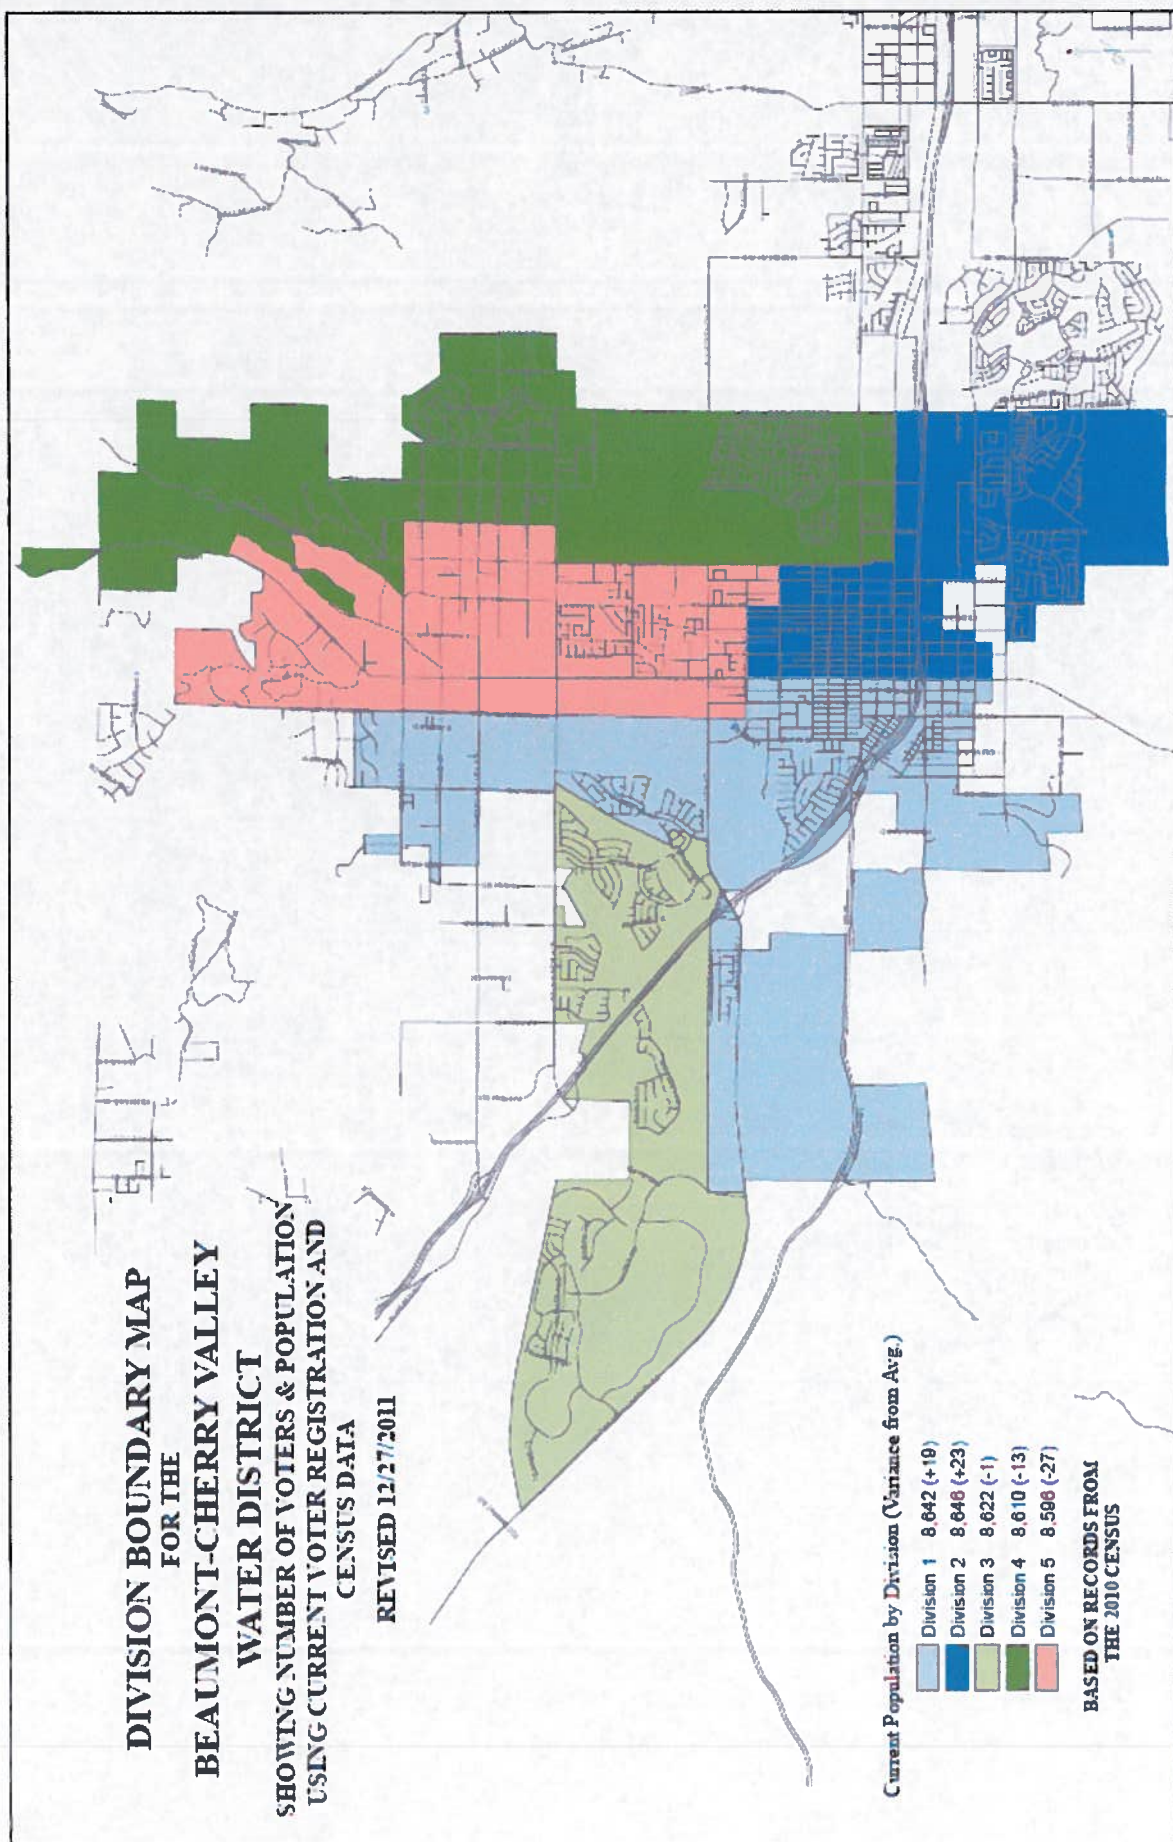 DIVISION BOUNDARY MAP
FOR THE
BEAUMONT-CHERRY VALLEY
WATER DISTRICT
SHOWING NUMBER OF VOTERS & POPULATION
USING CURRENT VOTER REGISTRATION AND
CENSUS DATA
REVISED 12/27/2011
Current Population by Division (Variance from Avg.)
Division 1 8,642 (+19)
Division 2 8,646 (+23)
Division 3 8,622 (-1)
Division 4 8,610 (-13)
Division 5 8,596 (-27)
BASED ON RECORDS FROM
THE 2010 CENSUS